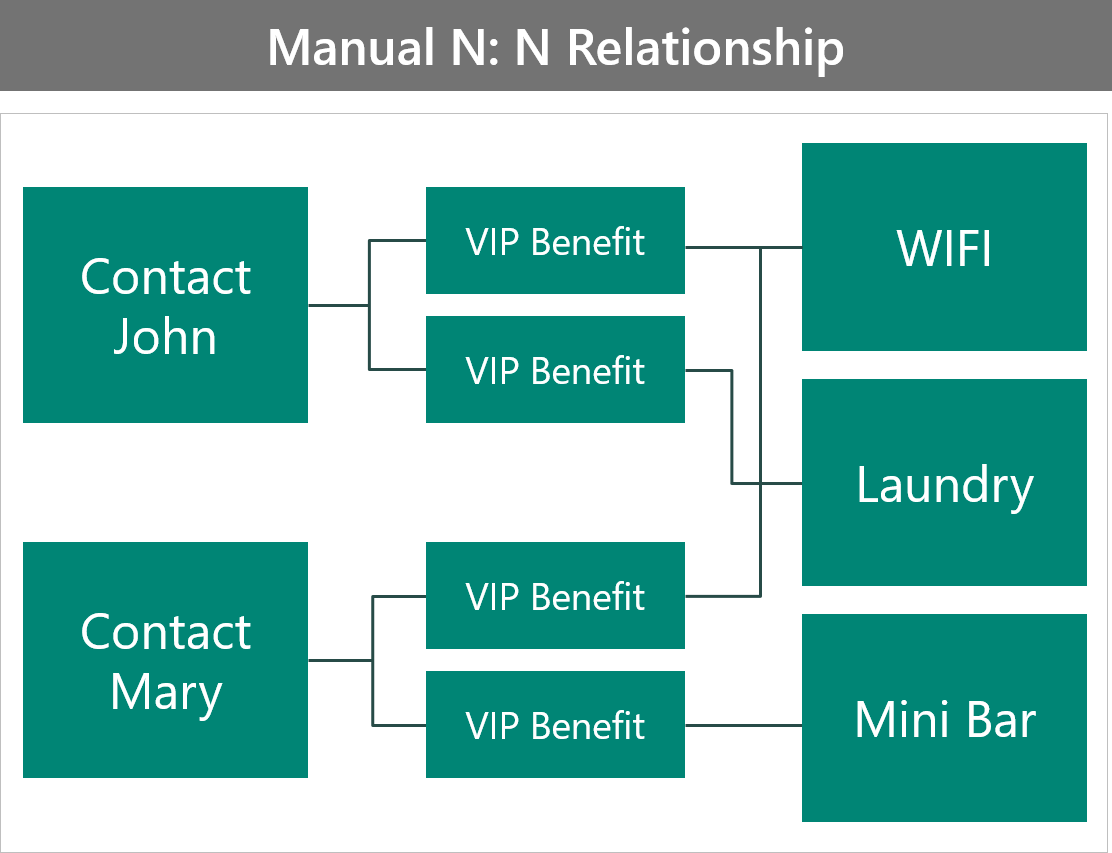 Manual N: N Relationship
Contact
John
VIP Benefit
VIP Benefit
WIFI
Laundry
Contact
Mary
VIP Benefit
VIP Benefit
Mini Bar